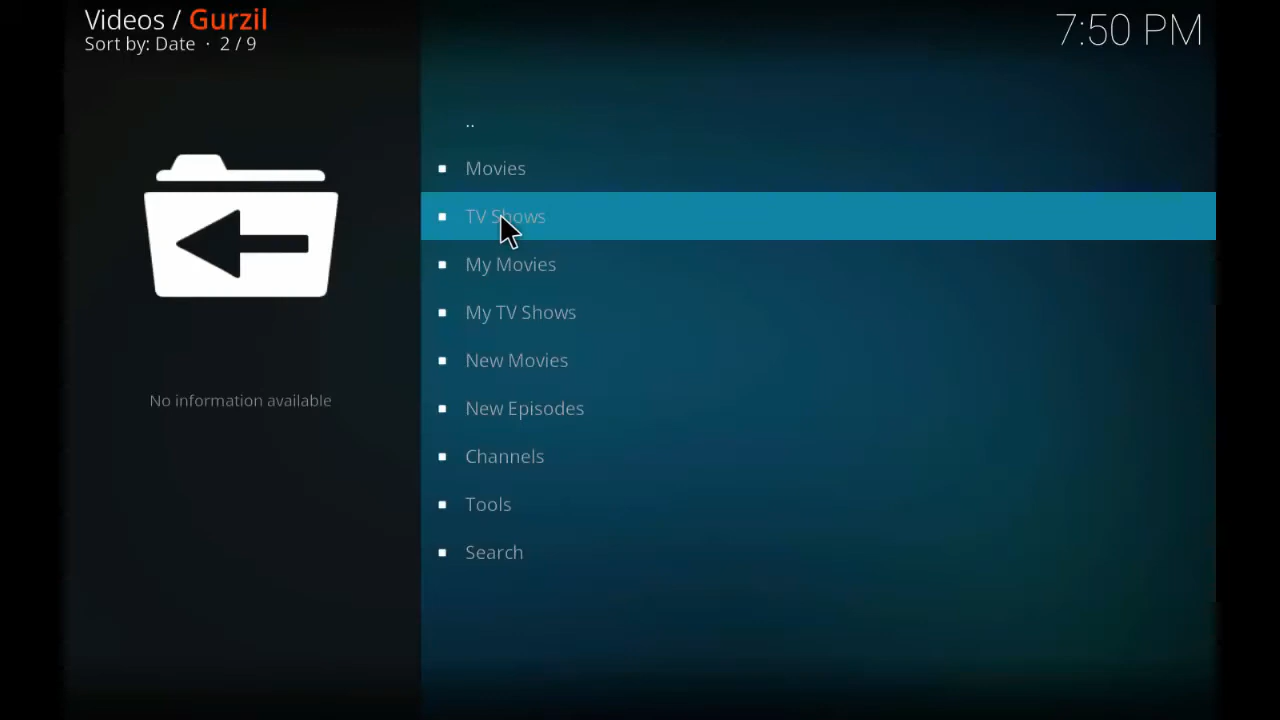 Videos / Gurzil
Sort by: Date · 2 / 9
7:50 PM
..
Movies
TV Shows
My Movies
My TV Shows
New Movies
New Episodes
Channels
Tools
Search
No information available